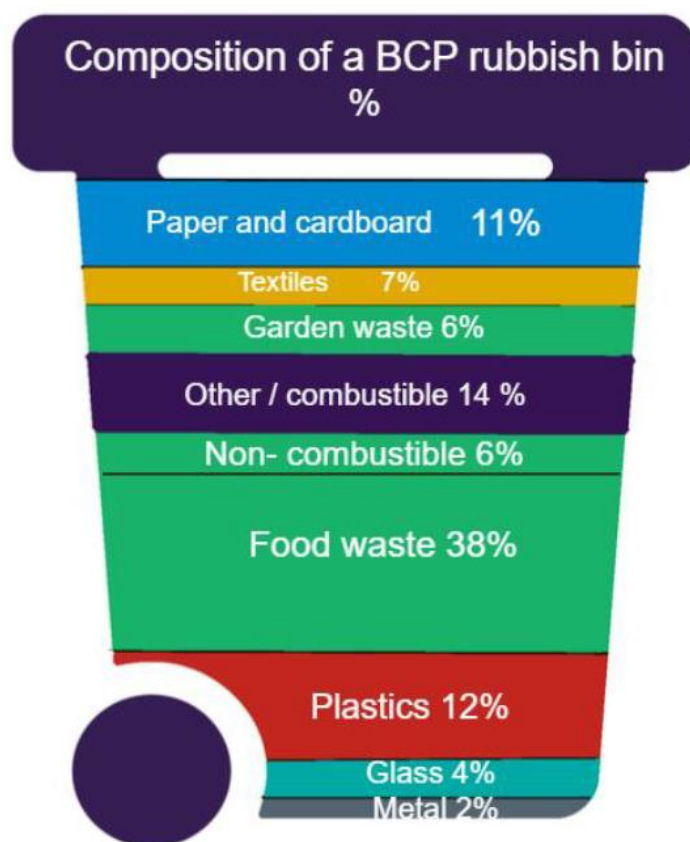 Composition of a BCP rubbish bin
%
Paper and cardboard 11%
Textiles 7%
Garden waste 6%
Other / combustible 14 %
Non- combustible 6%
Food waste 38%
Plastics 12%
Glass 4%
Metal 2%